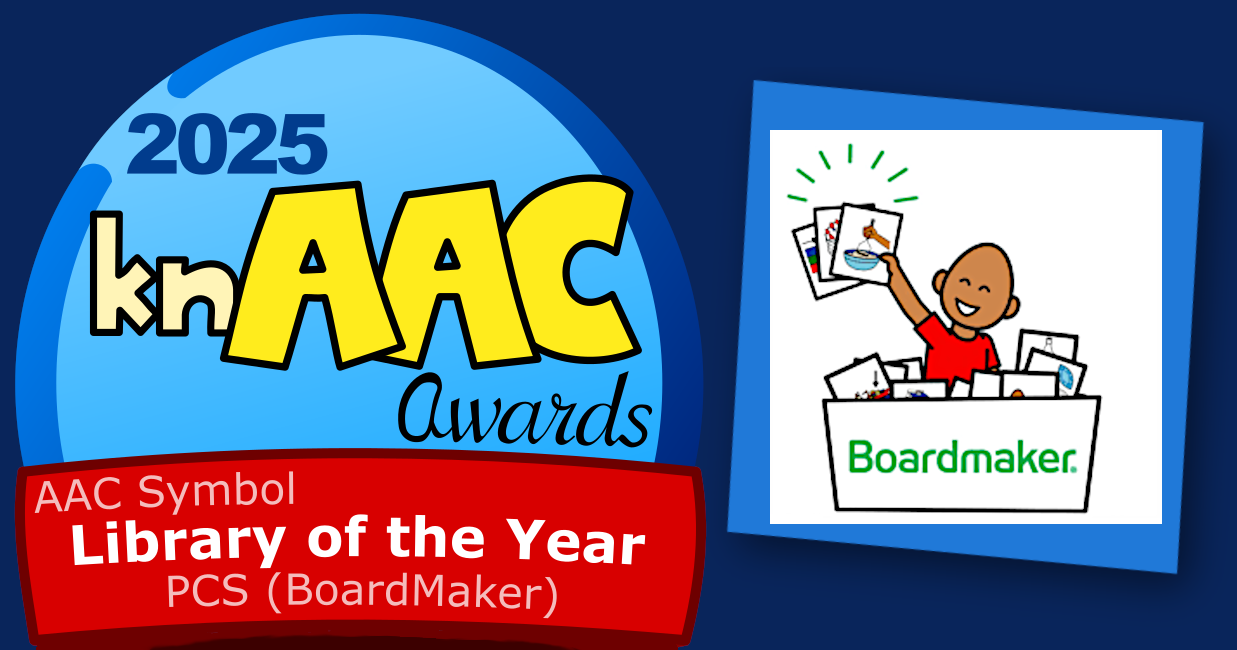 2025
knAAC
Awards
AAC Symbol
Library of the Year
PCS (BoardMaker)
Boardmaker.